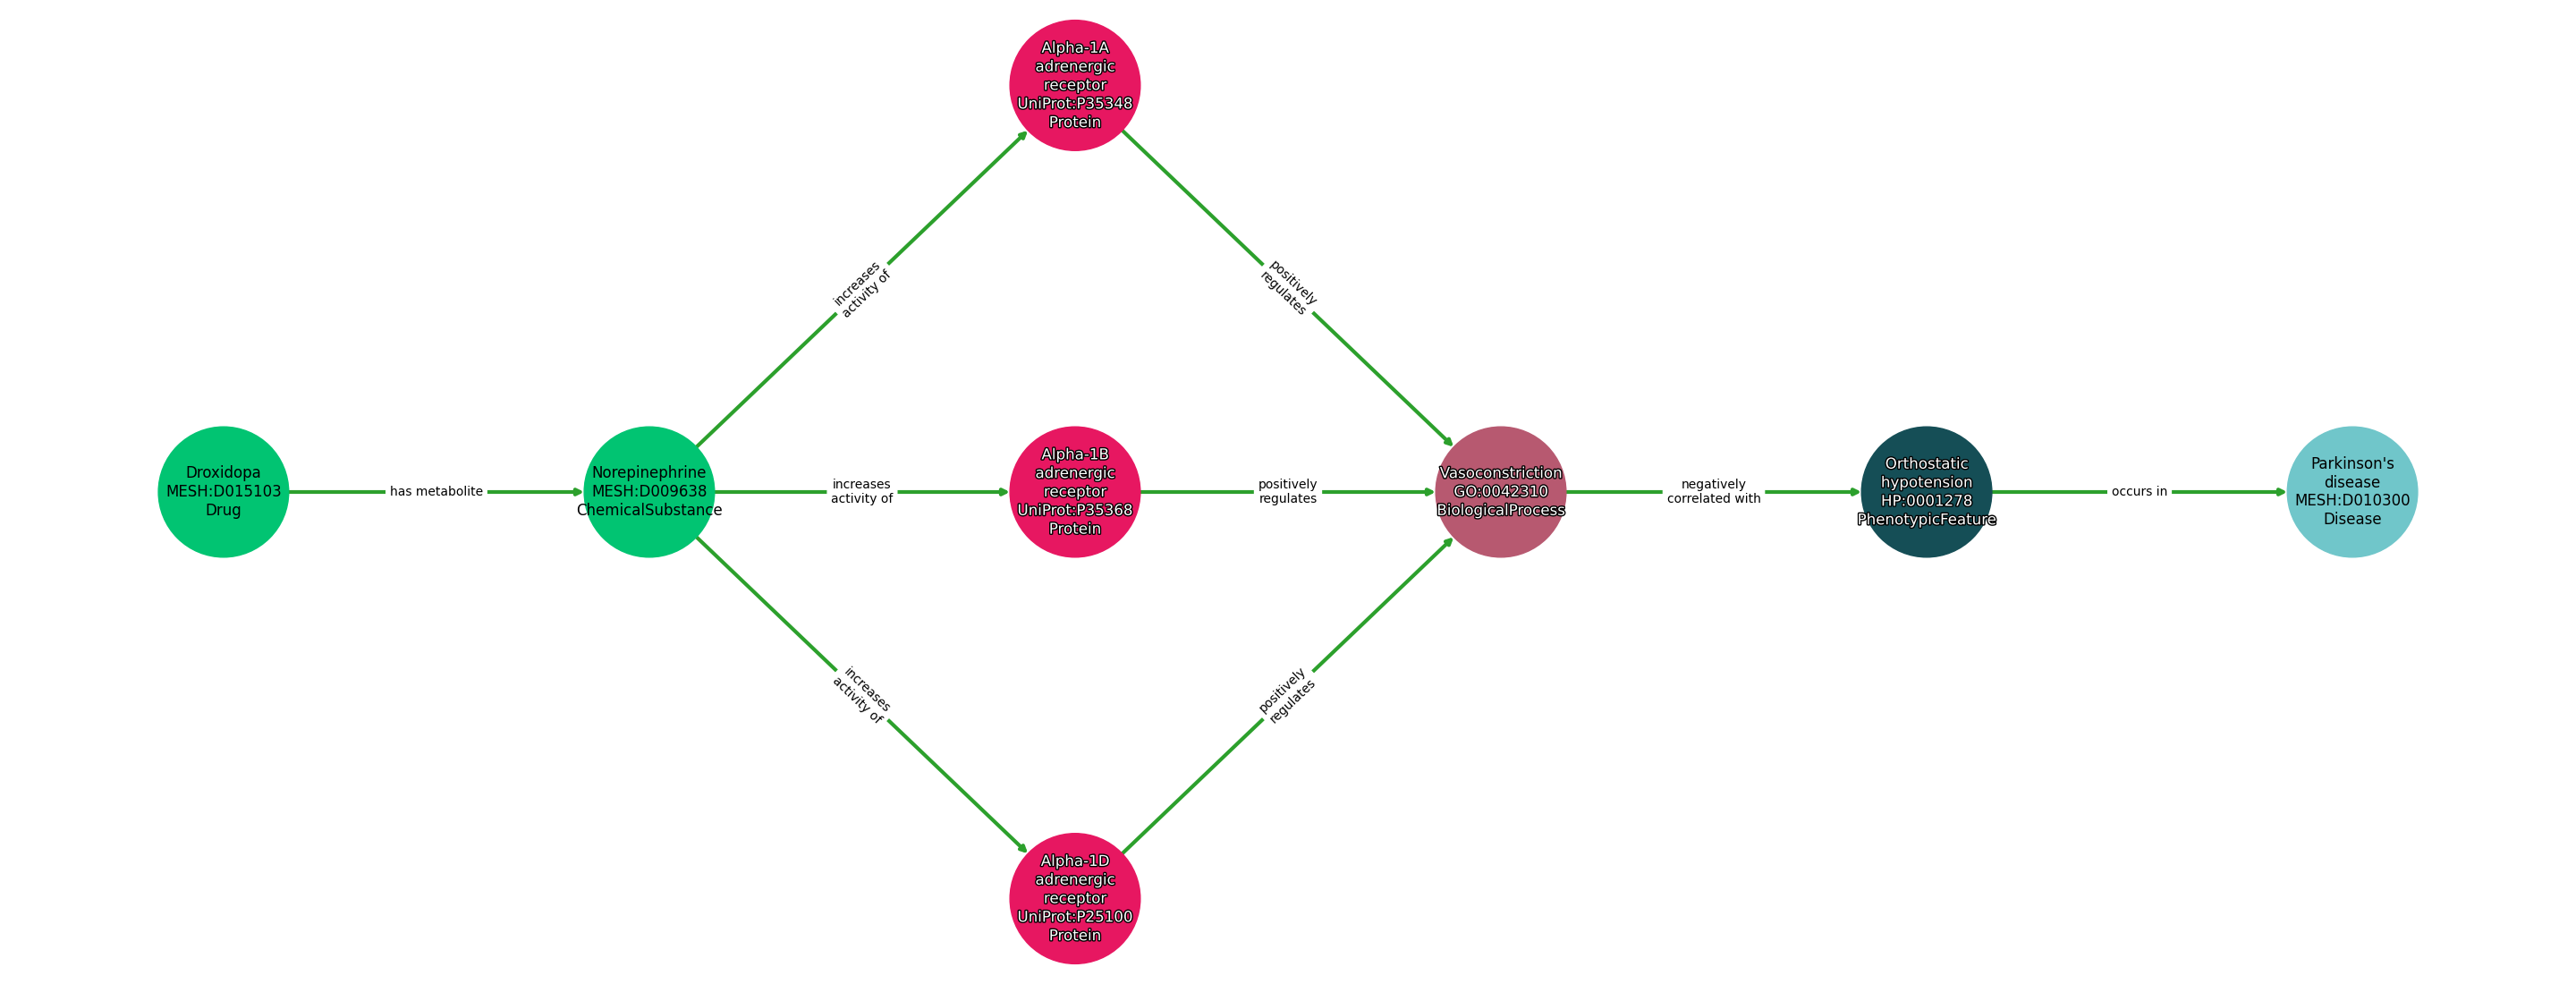 Alpha-1A
adrenergic
receptor
UniProt:P35348
Protein
increases
activity of
positively
regulates
Droxidopa
MESH:D015103
Drug
has metabolite
Norepinephrine
MESH:D009638
ChemicalSubstance
increases
activity of
Alpha-1B
adrenergic
receptor
UniProt:P35368
Protein
positively
regulates
Vasoconstriction
GO:0042310
BiologicalProcess
negatively
correlated with
Orthostatic
hypotension
HP:0001278
PhenotypicFeature
occurs in
Parkinson's
disease
MESH:D010300
Disease
increases
activity of
positively
regulates
Alpha-1D
adrenergic
receptor
UniProt:P25100
Protein